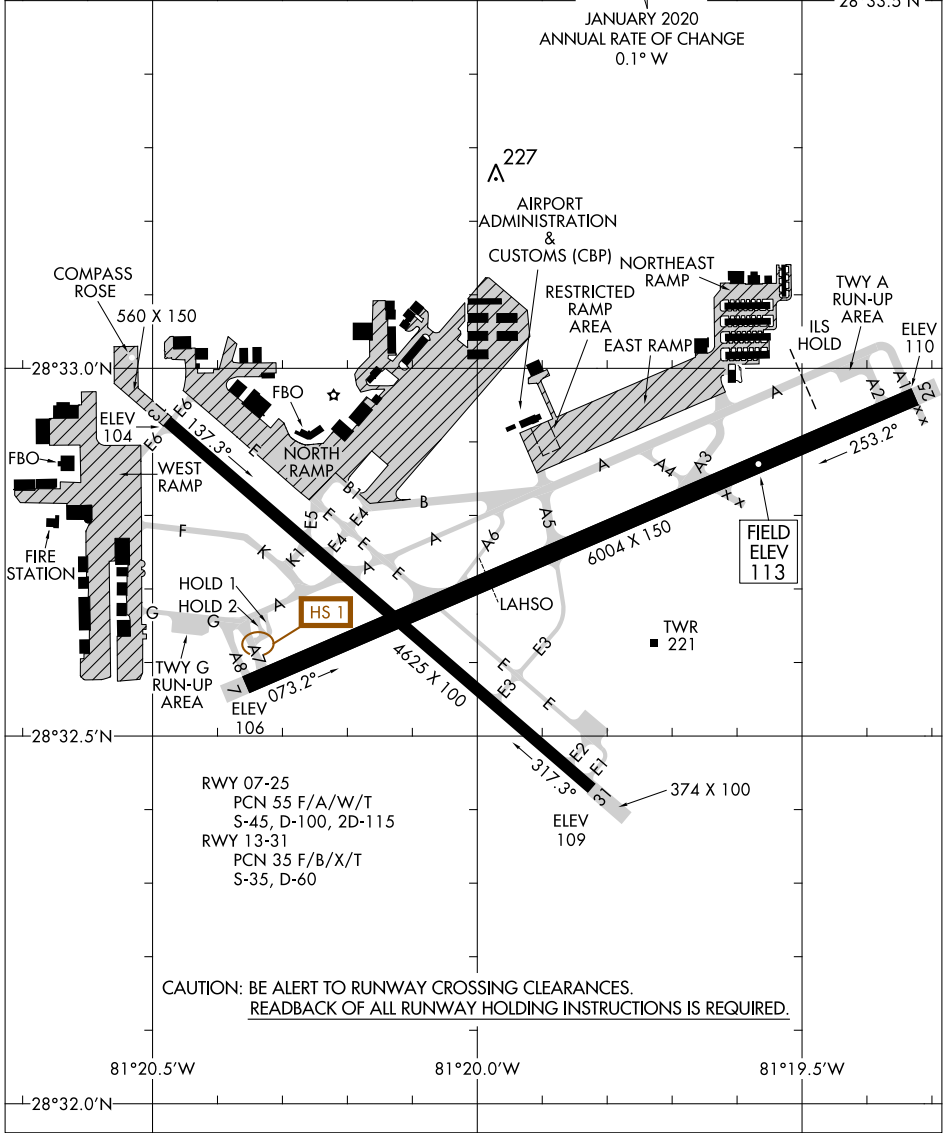 28°33.5'N
JANUARY 2020
ANNUAL RATE OF CHANGE
0.1° W
227
AIRPORT
ADMINISTRATION
&
CUSTOMS (CBP)
NORTHEAST
RAMP
COMPASS
ROSE
RESTRICTED
RAMP
AREA
TWY A
RUN-UP
AREA
560 X 150
ILS
HOLD
EAST RAMP
ELEV
110
28°33.0'N
FBO
A
A2
A1
25
13
E6
ELEV
104
E6
137.3°
E
NORTH
RAMP
253.2°
FBO
WEST
RAMP
A
A4
A3
B1
B
FIRE
STATION
F
K
K1
E5
E
E4
E4
E
A
A
E
A6
A5
6004 X 150
FIELD
ELEV
113
HOLD 1
HOLD 2
A
HS 1
LAHSO
G
G
TWR
221
TWY G
RUN-UP
AREA
A8
A7
7
073.2°
4625 X 100
E
E3
E3
E
ELEV
106
28°32.5'N
E2
E1
317.3°
31
374 X 100
ELEV
109
RWY 07-25
PCN 55 F/A/W/T
S-45, D-100, 2D-115
RWY 13-31
PCN 35 F/B/X/T
S-35, D-60
CAUTION: BE ALERT TO RUNWAY CROSSING CLEARANCES.
READBACK OF ALL RUNWAY HOLDING INSTRUCTIONS IS REQUIRED.
81°20.5'W
81°20.0'W
81°19.5'W
28°32.0'N